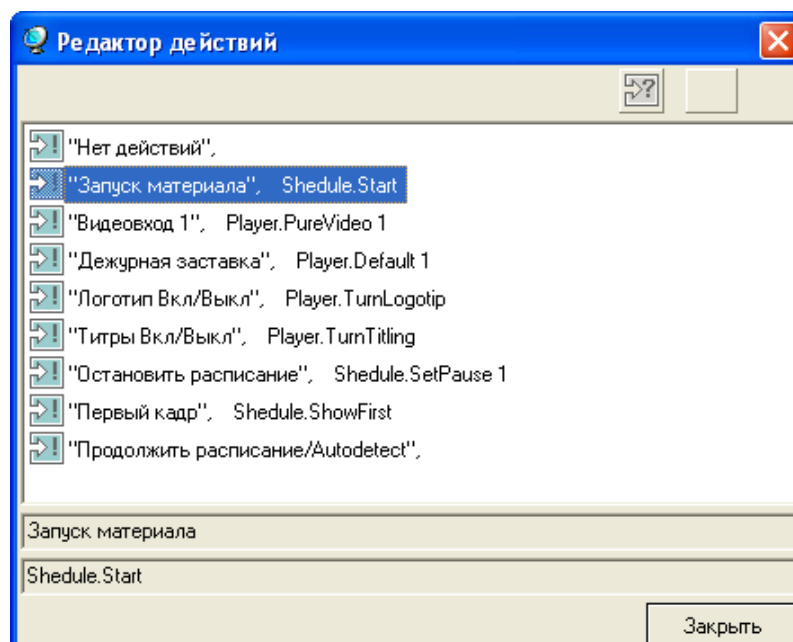 Редактор действий
"Нет действий",
"Запуск материала", Shedule.Start
"Видеовход 1", Player.PureVideo 1
"Дежурная заставка", Player.Default 1
"Логотип Вкл/Выкл", Player.TurnLogotip
"Титры Вкл/Выкл", Player.TurnTitling
"Остановить расписание", Shedule.SetPause 1
"Первый кадр", Shedule.ShowFirst
"Продолжить расписание/Autodetect",
Запуск материала
Shedule.Start
Закрыть